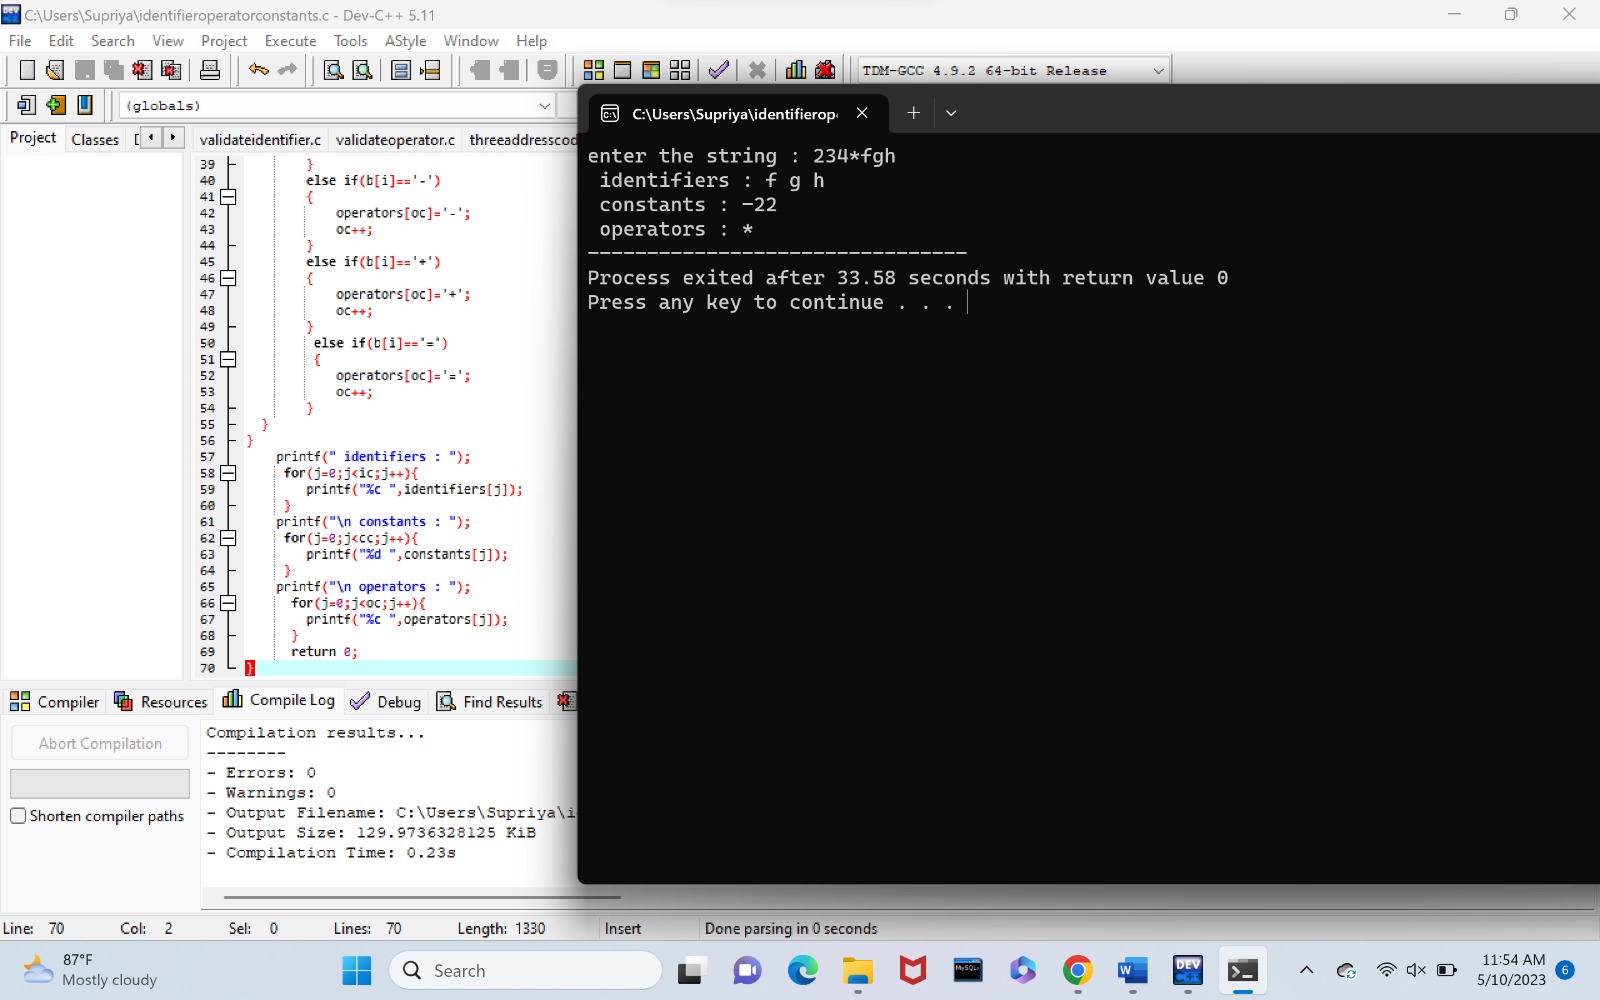 C:\Users\Supriya\identifieroperatorconstants.c - Dev-C++ 5.11
File Edit Search View Project Execute Tools AStyle Window Help
TDM-GCC 4.9.2 64-bit Release
(globals)
Project Classes
validateidentifier.c validateoperator.c threeaddresscod
39 }
40 else if(b[i]=='-')
41 {
42 operators[oc]='-';
43 oc++;
44 }
45 else if(b[i]=='+')
46 {
47 operators[oc]='+';
48 oc++;
49 }
50 else if(b[i]=='=')
51 {
52 operators[oc]='=';
53 oc++;
54 }
55 }
56 }
57 printf(" identifiers : ");
58 for(j=0;j<ic;j++){
59 printf("%c ",identifiers[j]);
60 }
61 printf("\n constants : ");
62 for(j=0;j<cc;j++){
63 printf("%d ",constants[j]);
64 }
65 printf("\n operators : ");
66 for(j=0;j<oc;j++){
67 printf("%c ",operators[j]);
68 }
69 return 0;
70 }
C:\Users\Supriya\identifierop
enter the string : 234*fgh
identifiers : f g h
constants : -22
operators : *
--------------------------------
Process exited after 33.58 seconds with return value 0
Press any key to continue . . .
Compiler Resources Compile Log Debug Find Results
Abort Compilation
Shorten compiler paths
Compilation results...
--------
- Errors: 0
- Warnings: 0
- Output Filename: C:\Users\Supriya\i
- Output Size: 129.9736328125 KiB
- Compilation Time: 0.23s
Line: 70 Col: 2 Sel: 0 Lines: 70 Length: 1330 Insert Done parsing in 0 seconds
87°F
Mostly cloudy
Search
MySQL
W
DEV
11:54 AM
5/10/2023
6